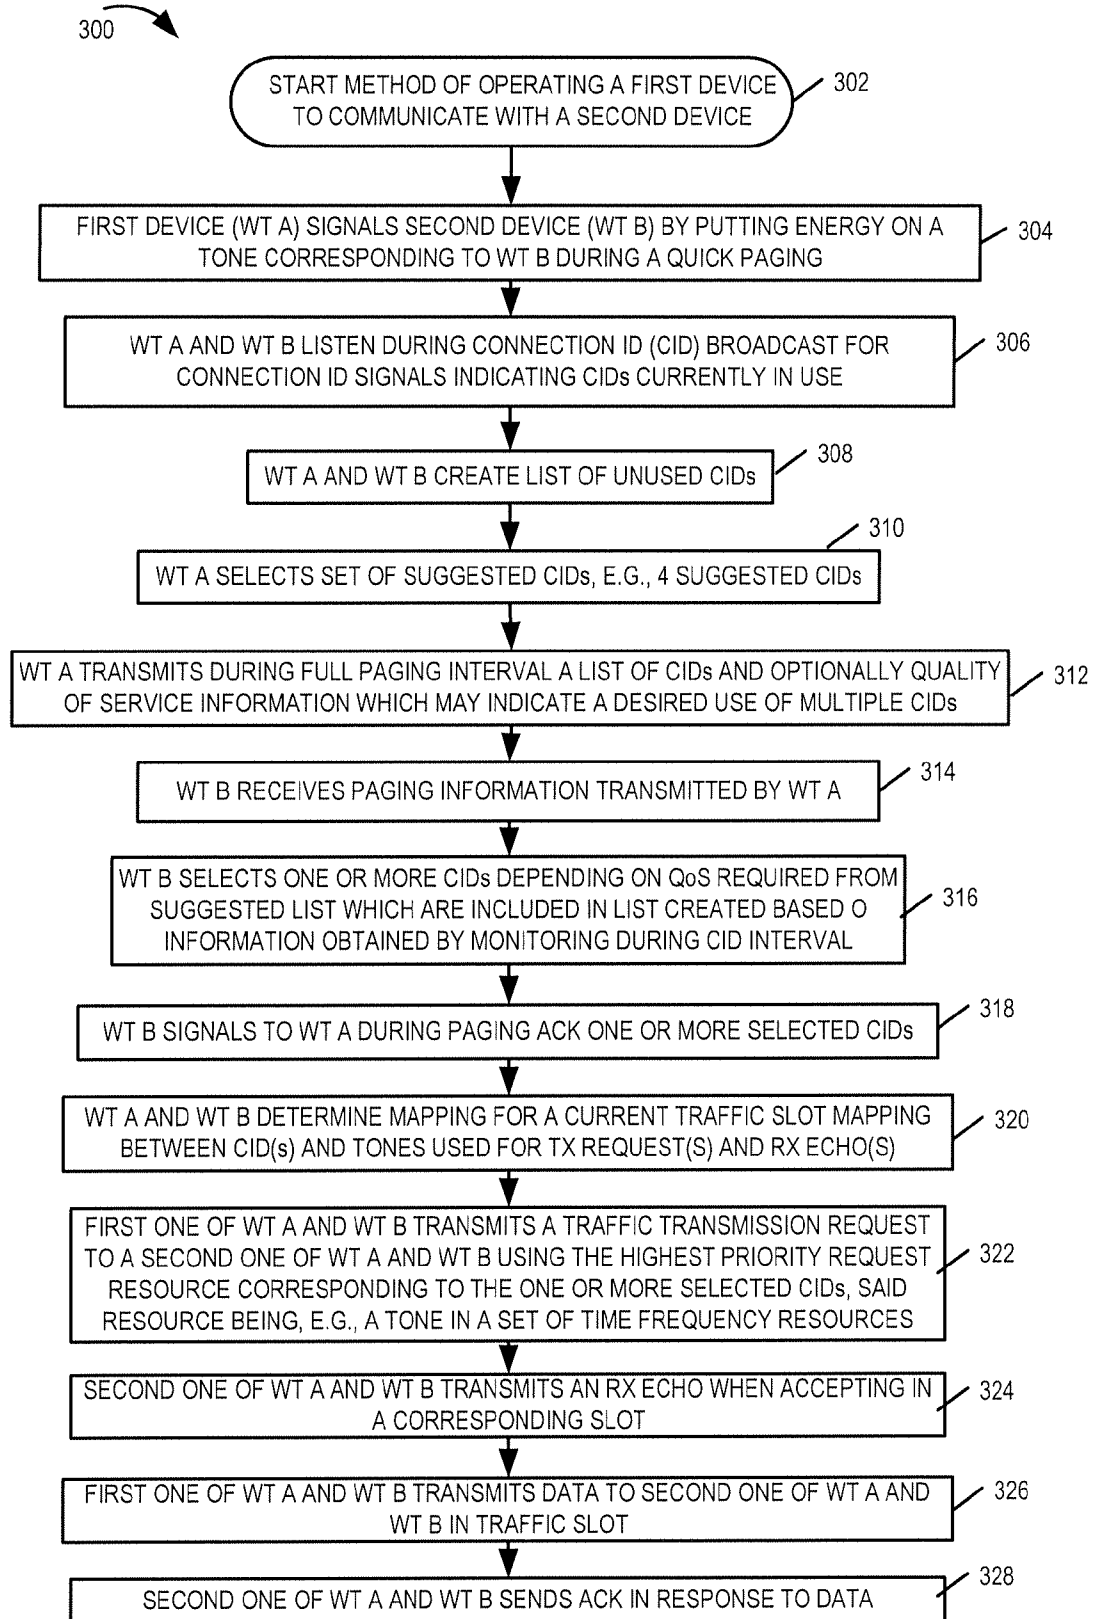 300
START METHOD OF OPERATING A FIRST DEVICE
TO COMMUNICATE WITH A SECOND DEVICE
302
FIRST DEVICE (WT A) SIGNALS SECOND DEVICE (WT B) BY PUTTING ENERGY ON A
TONE CORRESPONDING TO WT B DURING A QUICK PAGING
304
WT A AND WT B LISTEN DURING CONNECTION ID (CID) BROADCAST FOR
CONNECTION ID SIGNALS INDICATING CIDs CURRENTLY IN USE
306
WT A AND WT B CREATE LIST OF UNUSED CIDs
308
WT A SELECTS SET OF SUGGESTED CIDs, E.G., 4 SUGGESTED CIDs
310
WT A TRANSMITS DURING FULL PAGING INTERVAL A LIST OF CIDs AND OPTIONALLY QUALITY
OF SERVICE INFORMATION WHICH MAY INDICATE A DESIRED USE OF MULTIPLE CIDs
312
WT B RECEIVES PAGING INFORMATION TRANSMITTED BY WT A
314
WT B SELECTS ONE OR MORE CIDs DEPENDING ON QoS REQUIRED FROM
SUGGESTED LIST WHICH ARE INCLUDED IN LIST CREATED BASED O
INFORMATION OBTAINED BY MONITORING DURING CID INTERVAL
316
WT B SIGNALS TO WT A DURING PAGING ACK ONE OR MORE SELECTED CIDs
318
WT A AND WT B DETERMINE MAPPING FOR A CURRENT TRAFFIC SLOT MAPPING
BETWEEN CID(s) AND TONES USED FOR TX REQUEST(S) AND RX ECHO(S)
320
FIRST ONE OF WT A AND WT B TRANSMITS A TRAFFIC TRANSMISSION REQUEST
TO A SECOND ONE OF WT A AND WT B USING THE HIGHEST PRIORITY REQUEST
RESOURCE CORRESPONDING TO THE ONE OR MORE SELECTED CIDs, SAID
RESOURCE BEING, E.G., A TONE IN A SET OF TIME FREQUENCY RESOURCES
322
SECOND ONE OF WT A AND WT B TRANSMITS AN RX ECHO WHEN ACCEPTING IN
A CORRESPONDING SLOT
324
FIRST ONE OF WT A AND WT B TRANSMITS DATA TO SECOND ONE OF WT A AND
WT B IN TRAFFIC SLOT
326
SECOND ONE OF WT A AND WT B SENDS ACK IN RESPONSE TO DATA
328